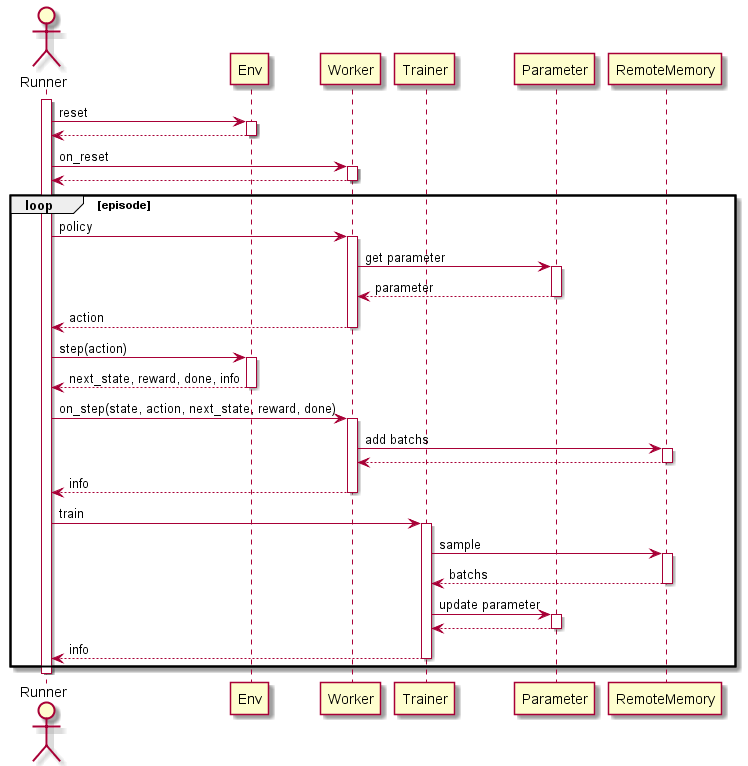 Runner
Env
Worker
Trainer
Parameter
RemoteMemory
reset
on_reset
loop
[episode]
policy
get parameter
parameter
action
step(action)
next_state, reward, done, info
on_step(state, action, next_state, reward, done)
add batchs
info
train
sample
batchs
update parameter
info
Runner
Env
Worker
Trainer
Parameter
RemoteMemory